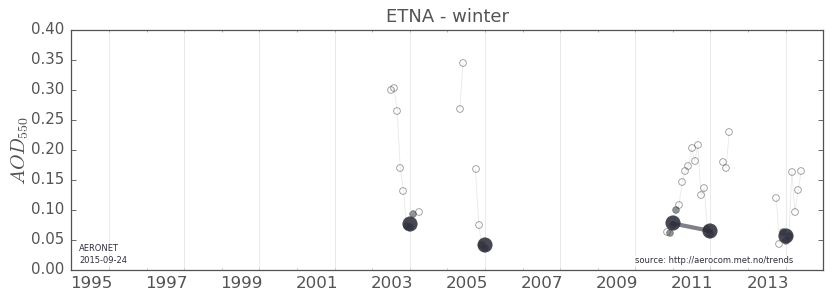 ETNA - winter
0.40
0.35
0.30
0.25
0.20
0.15
0.10
0.05
0.00
AOD550
AERONET
2015-09-24
source: http://aerocom.met.no/trends
1995 1997 1999 2001 2003 2005 2007 2009 2011 2013